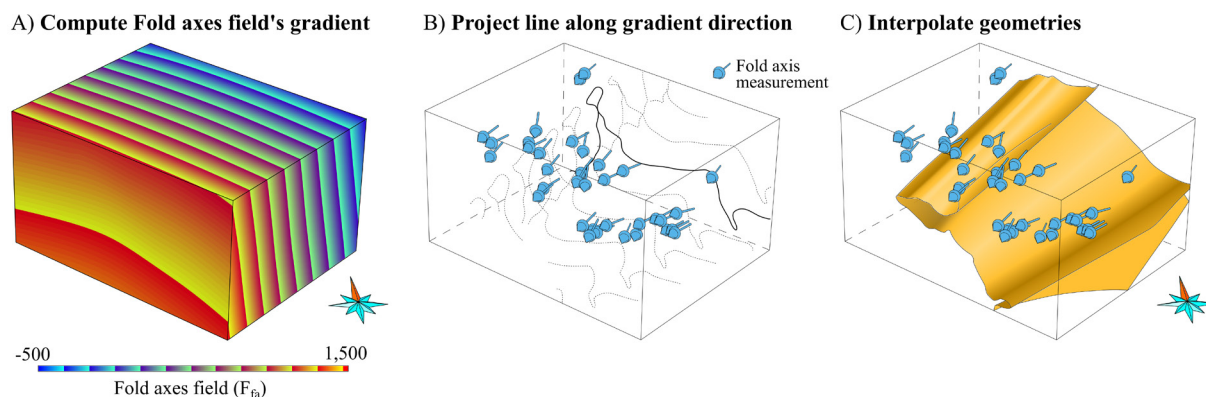 A) Compute Fold axes field's gradient
B) Project line along gradient direction
C) Interpolate geometries
Fold axis
measurement
-500
1,500
Fold axes field (Ffa)